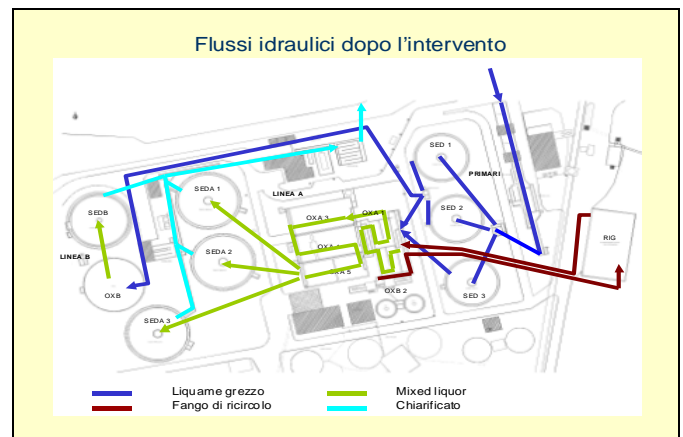 Flussi idraulici dopo l'intervento
SED 1
PRIMARI
SEDA 1
LINEA A
SEDB
OXA 3
OXA 1
SED 2
RIG
SEDA 2
LINEA B
OXA 5
OXB
OXB 2
SED 3
SEDA 3
Liquame grezzo
Mixed liquor
Fango di ricircolo
Chiarificato